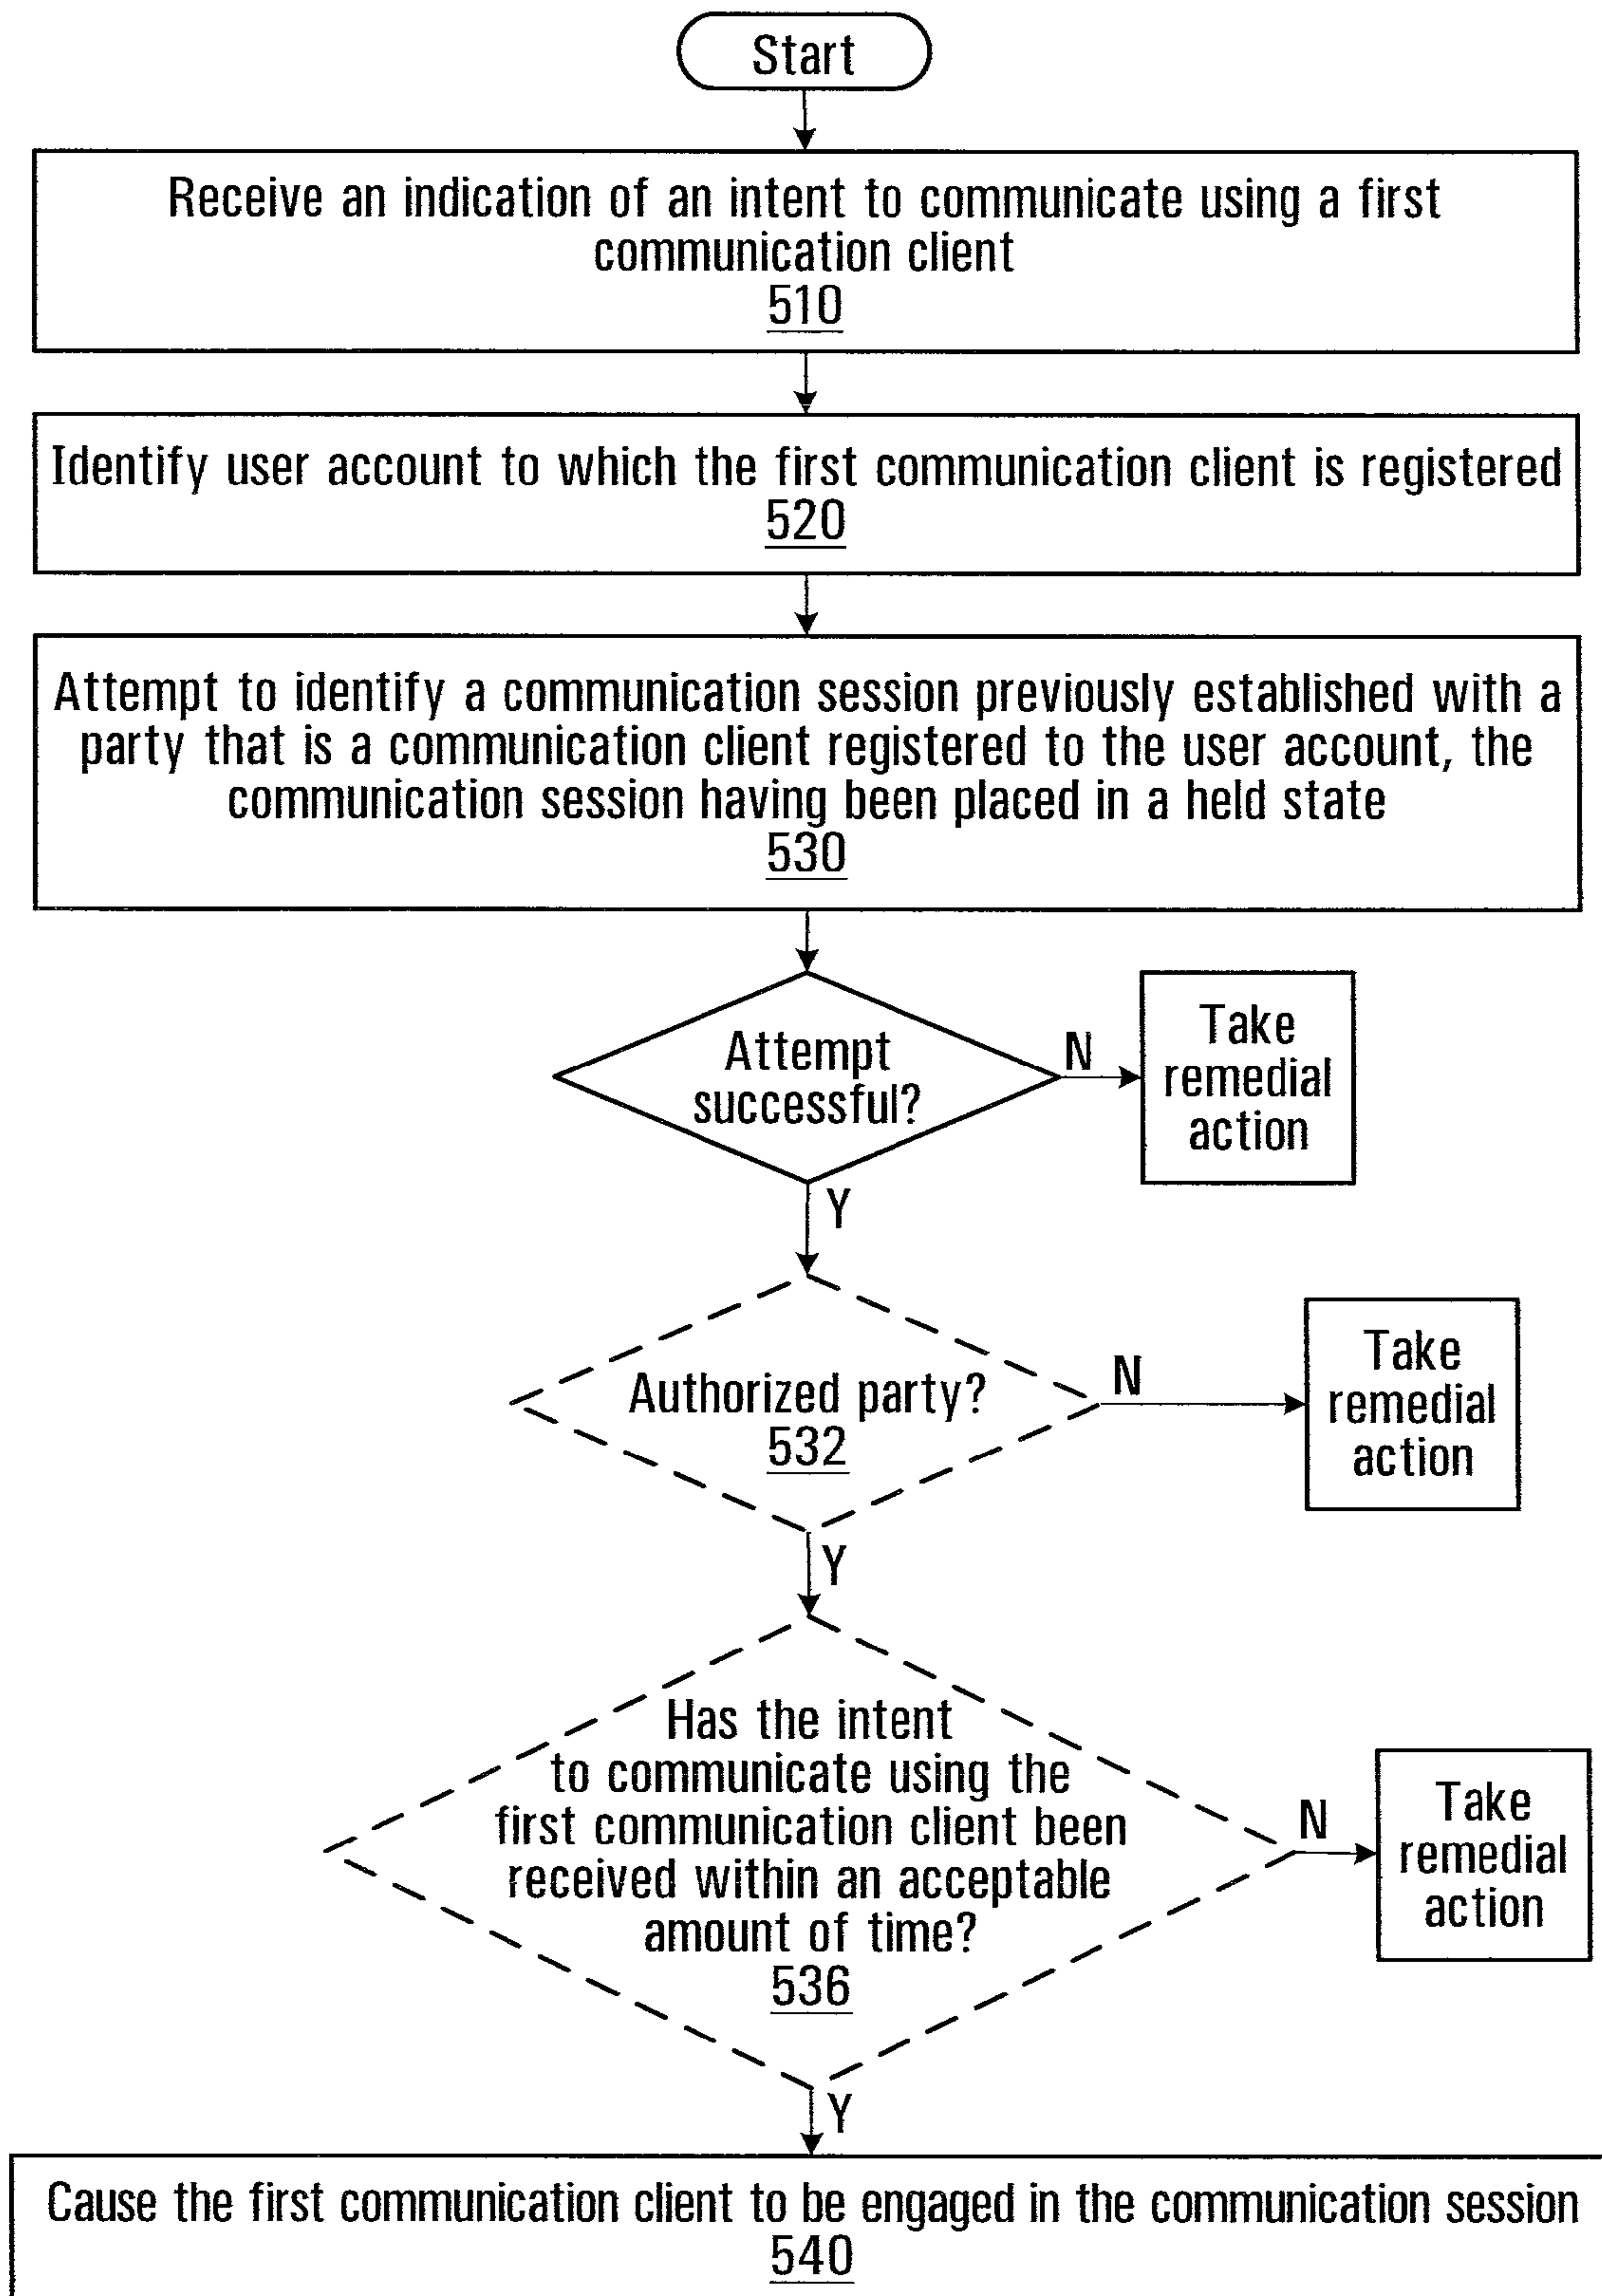 Start
Receive an indication of an intent to communicate using a first
communication client
510
Identify user account to which the first communication client is registered
520
Attempt to identify a communication session previously established with a
party that is a communication client registered to the user account, the
communication session having been placed in a held state
530
Attempt
successful?
N
Take
remedial
action
Y
Authorized party?
532
N
Take
remedial
action
Y
Has the intent
to communicate using the
first communication client been
received within an acceptable
amount of time?
536
N
Take
remedial
action
Y
Cause the first communication client to be engaged in the communication session
540